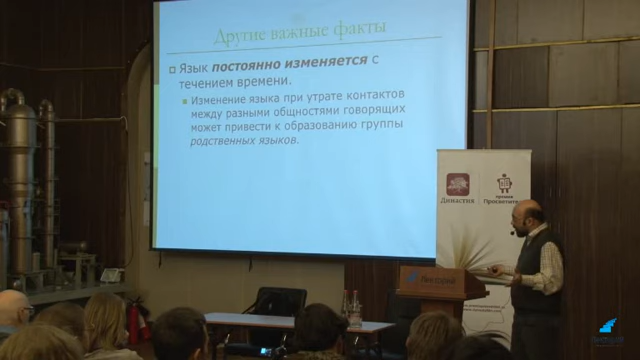 Другие важные факты
Язык постоянно изменяется с
течением времени.
Изменение языка при утрате контактов
между разными общностями говорящих
может привести к образованию группы
родственных языков.
Династия
премия
Просветитель